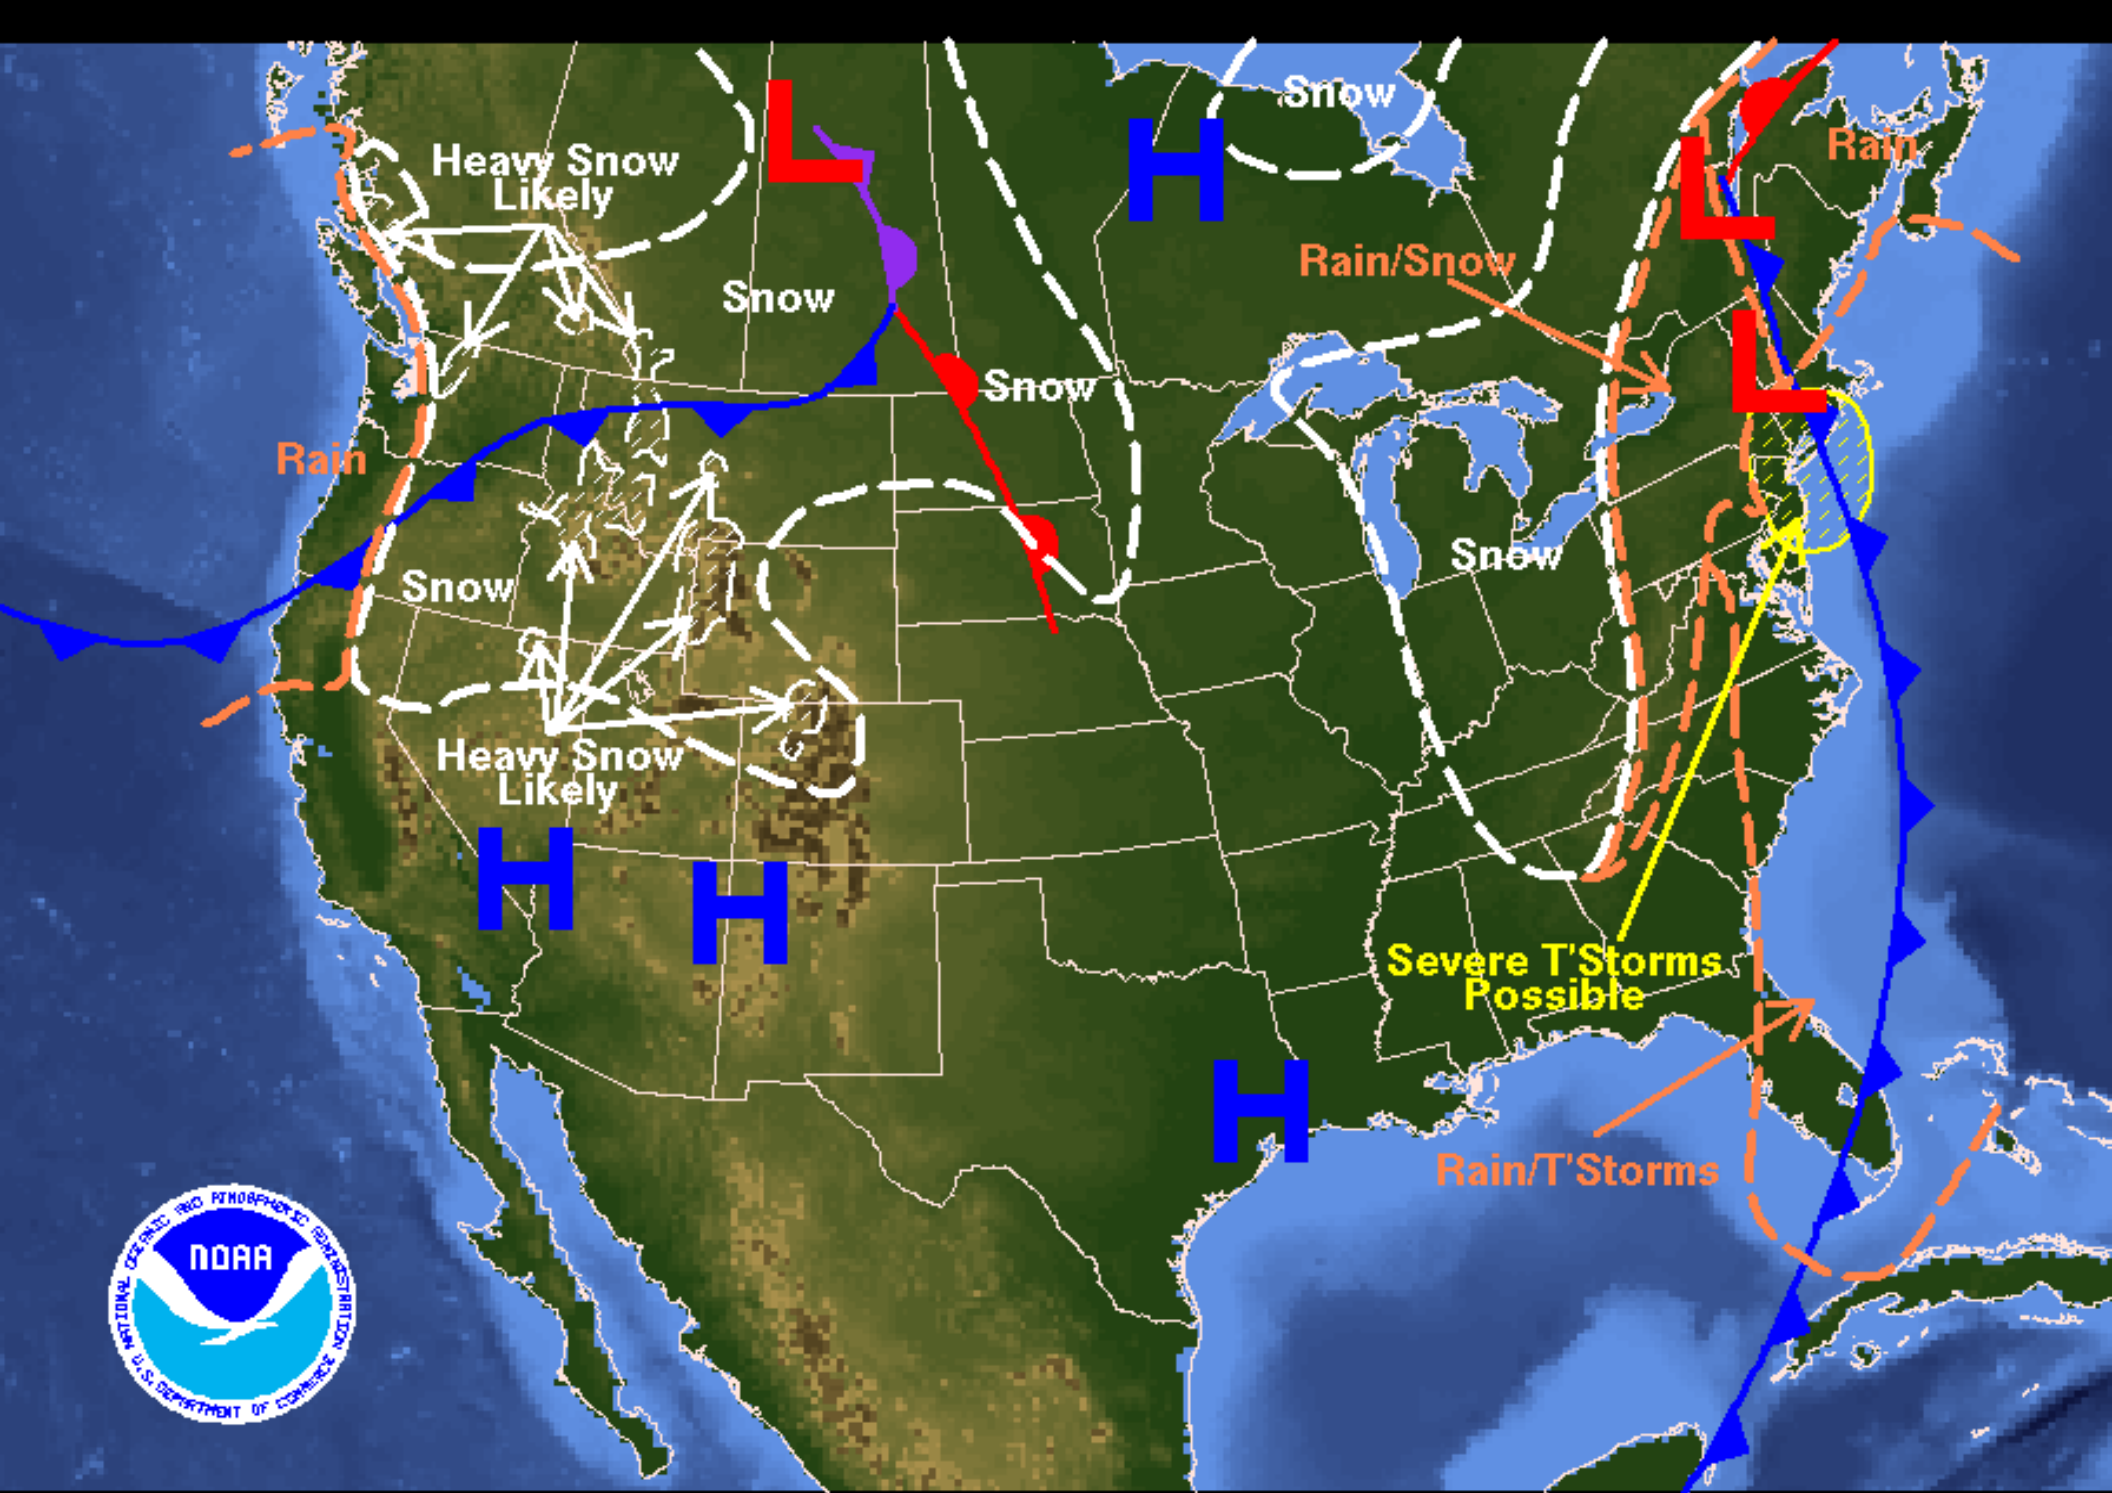 Snow
Heavy Snow
Likely
L
H
Rain
L
Rain/Snow
Snow
L
Snow
Rain
Snow
Snow
Heavy Snow
Likely
H
H
Severe T'Storms
Possible
H
Rain/T'Storms
NATIONAL OCEANIC AND ATMOSPHERIC ADMINISTRATION
NOAA
U.S. DEPARTMENT OF COMMERCE